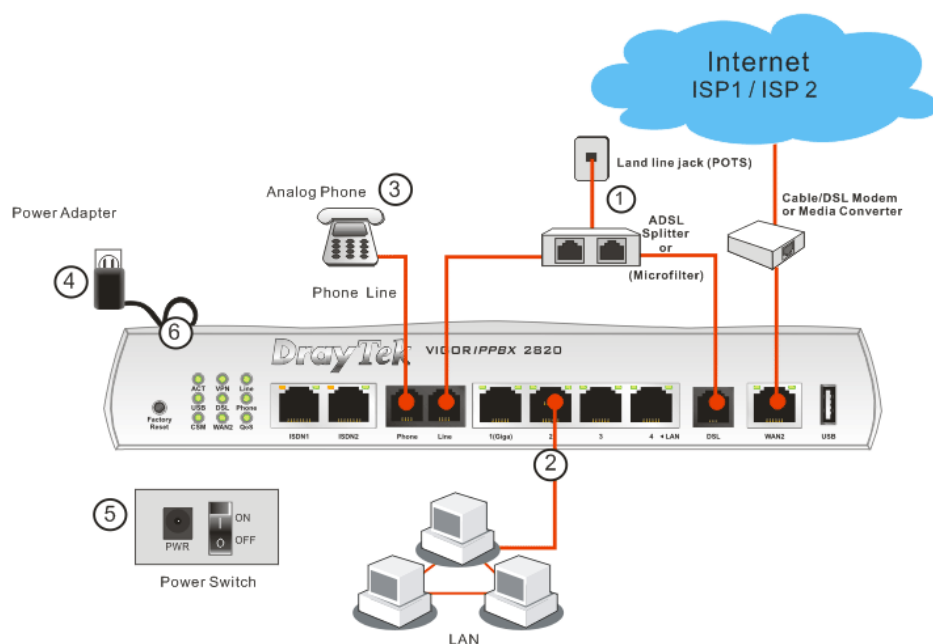 Internet
ISP1 / ISP 2
Land line jack (POTS)
1
Analog Phone 3
Cable/DSL Modem
or Media Converter
Power Adapter
ADSL
Splitter
or
(Microfilter)
4
Phone Line
6
DrayTek VIGORIPPBX 2820
ACT VPN Line
USB DSL Phone
CSM WAN2 QoS
Factory
Reset
ISDN1 ISDN2 Phone Line 1(Giga) 2 3 4 ◂LAN DSL WAN2 USB
2
5
ON
OFF
PWR
Power Switch
LAN